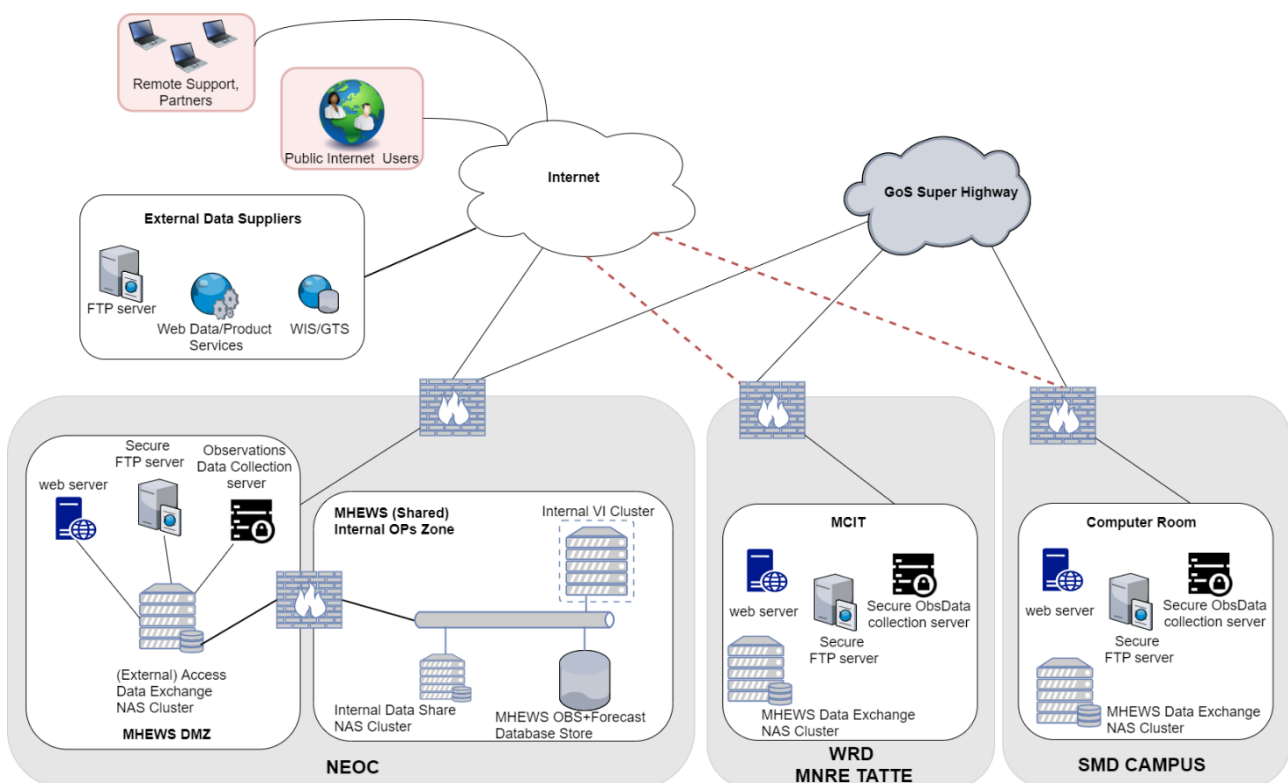 Remote Support,
Partners
Public Internet Users
Internet
GoS Super Highway
External Data Suppliers
FTP server
Web Data/Product
Services
WIS/GTS
Secure
FTP server
Observations
Data Collection
server
web server
(External) Access
Data Exchange
NAS Cluster
MHEWS DMZ
MHEWS (Shared)
Internal OPs Zone
Internal VI Cluster
Internal Data Share
NAS Cluster
MHEWS OBS+Forecast
Database Store
NEOC
MCIT
web server
Secure ObsData
collection server
Secure
FTP server
MHEWS Data Exchange
NAS Cluster
WRD
MNRE TATTE
Computer Room
web server
Secure ObsData
collection server
Secure
FTP server
MHEWS Data Exchange
NAS Cluster
SMD CAMPUS